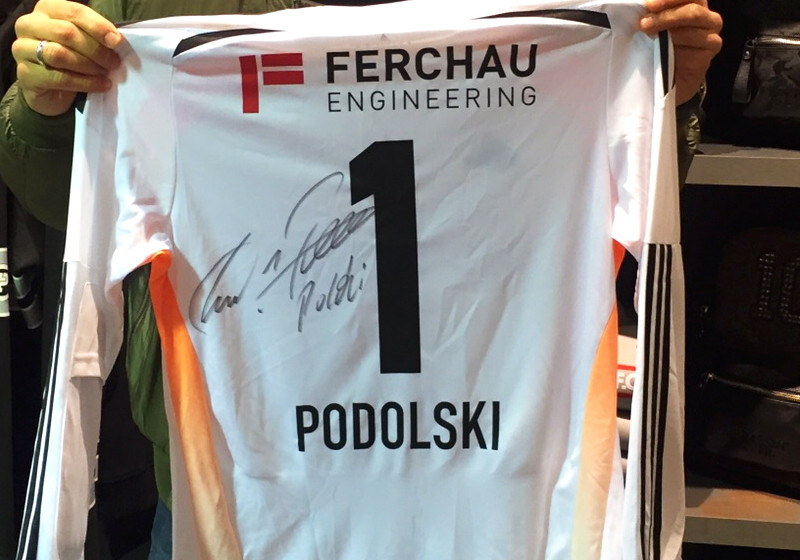 FERCHAU
ENGINEERING
1
Poldi
PODOLSKI